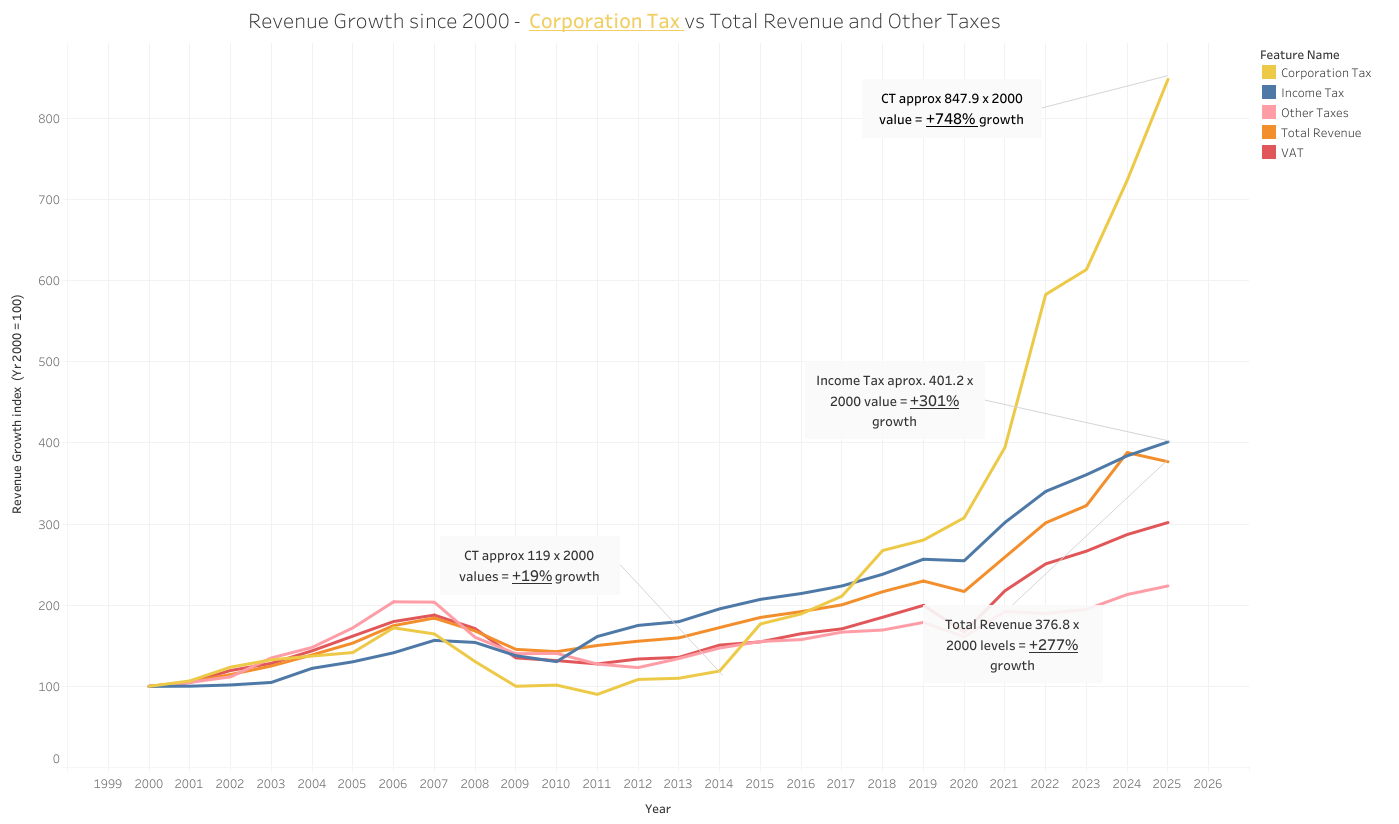 Revenue Growth since 2000 - Corporation Tax vs Total Revenue and Other Taxes
Feature Name
Corporation Tax
Income Tax
Other Taxes
Total Revenue
VAT
CT approx 847.9 x 2000
value = +748% growth
Income Tax aprox. 401.2 x
2000 value = +301%
growth
CT approx 119 x 2000
values = +19% growth
Total Revenue 376.8 x
2000 levels = +277%
growth
Revenue Growth index (Yr 2000 = 100)
800
700
600
500
400
300
200
100
0
1999 2000 2001 2002 2003 2004 2005 2006 2007 2008 2009 2010 2011 2012 2013 2014 2015 2016 2017 2018 2019 2020 2021 2022 2023 2024 2025 2026
Year